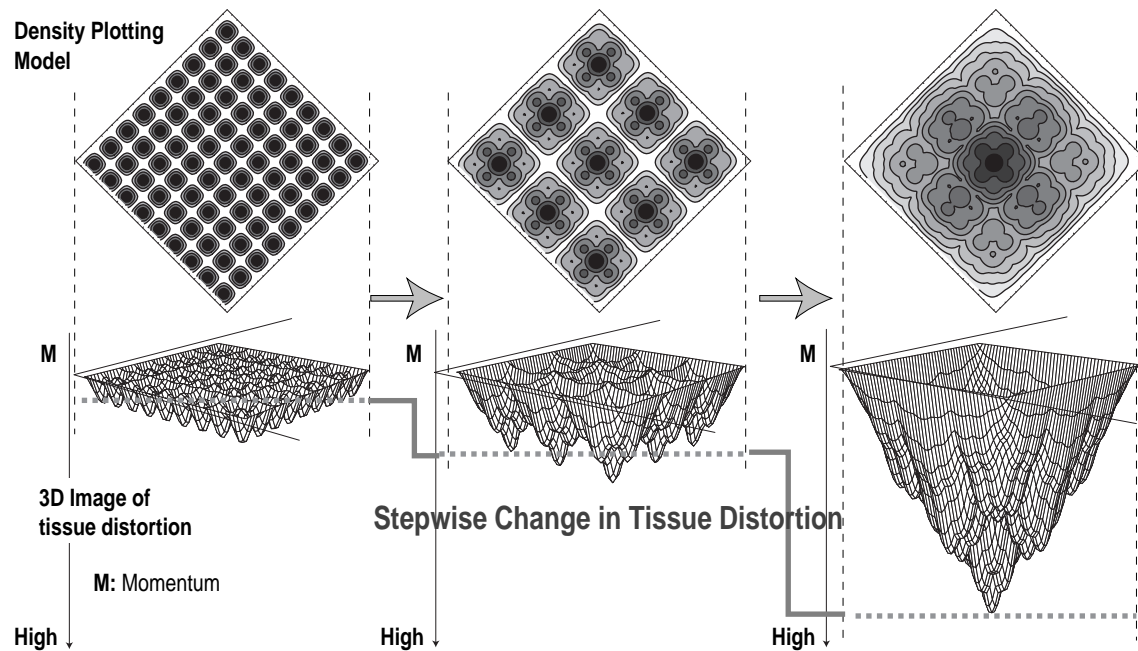 Density Plotting
Model
M
M
M
3D Image of
tissue distortion
Stepwise Change in Tissue Distortion
M: Momentum
High
High
High